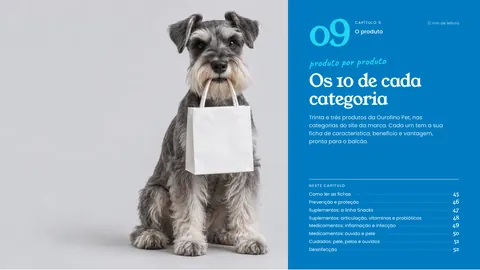 09
CAPÍTULO 9
O produto
produto por produto
Os 10 de cada
categoria
Trinta e três produtos da Ourofino Pet, nas
categorias do site da marca. Cada um tem a sua
ficha de característica, benefício e vantagem,
pronta para o balcão.
NESTE CAPÍTULO
Como ler as fichas 45
Prevenção e proteção 46
Suplementos: a linha Snacks 47
Suplementos: articulação, vitaminas e probióticos 48
Medicamentos: inflamação e infecção 49
Medicamentos: ouvido e pele 50
Cuidados: pele, pelos e ouvidos 51
Desinfecção 52